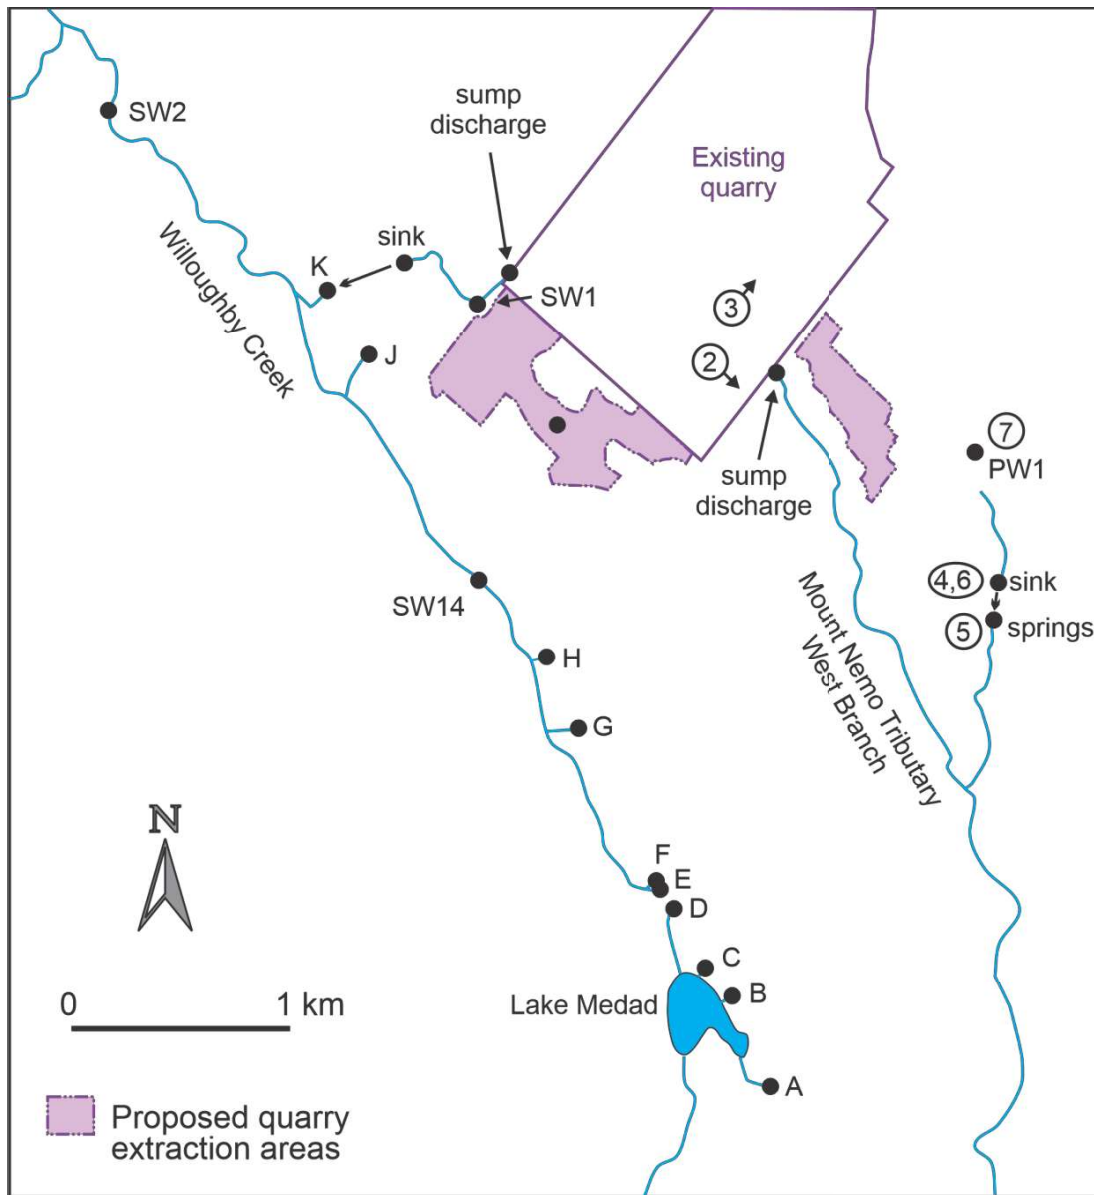 SW2
sump
discharge
Existing
quarry
Willoughby Creek
sink
K
SW1
3
J
2
7
PW1
sump
discharge
SW14
4,6
sink
5
springs
Mount Nemo Tributary
West Branch
H
G
N
F
E
D
C
B
Lake Medad
A
0 1 km
Proposed quarry
extraction areas